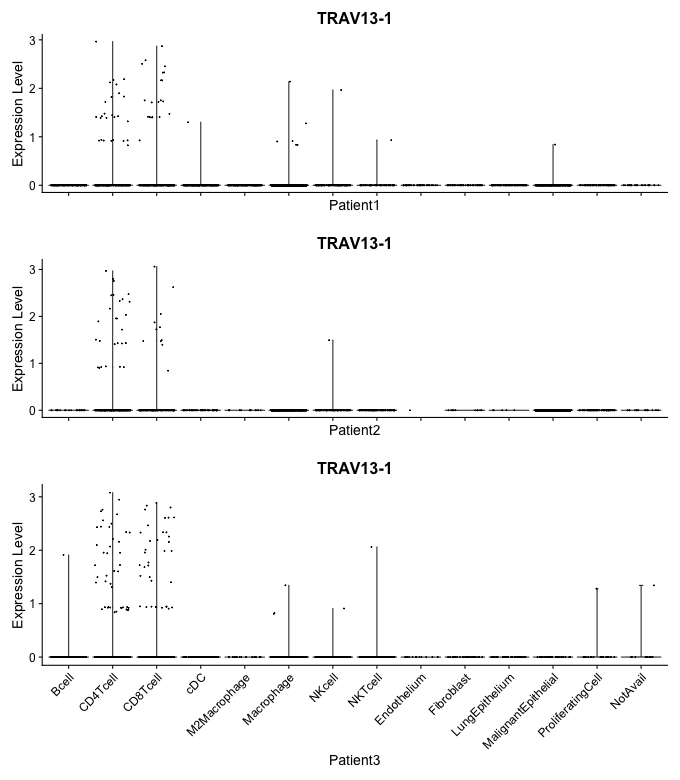 TRAV13-1
Expression Level
3
2
1
0
Patient1
TRAV13-1
Expression Level
3
2
1
0
Patient2
TRAV13-1
Expression Level
3
2
1
0
Bcell
CD4Tcell
CD8Tcell
cDC
M2Macrophage
Macrophage
NKcell
NKTcell
Endothelium
Fibroblast
LungEpithelium
MalignantEpithelial
ProliferatingCell
NotAvail
Patient3